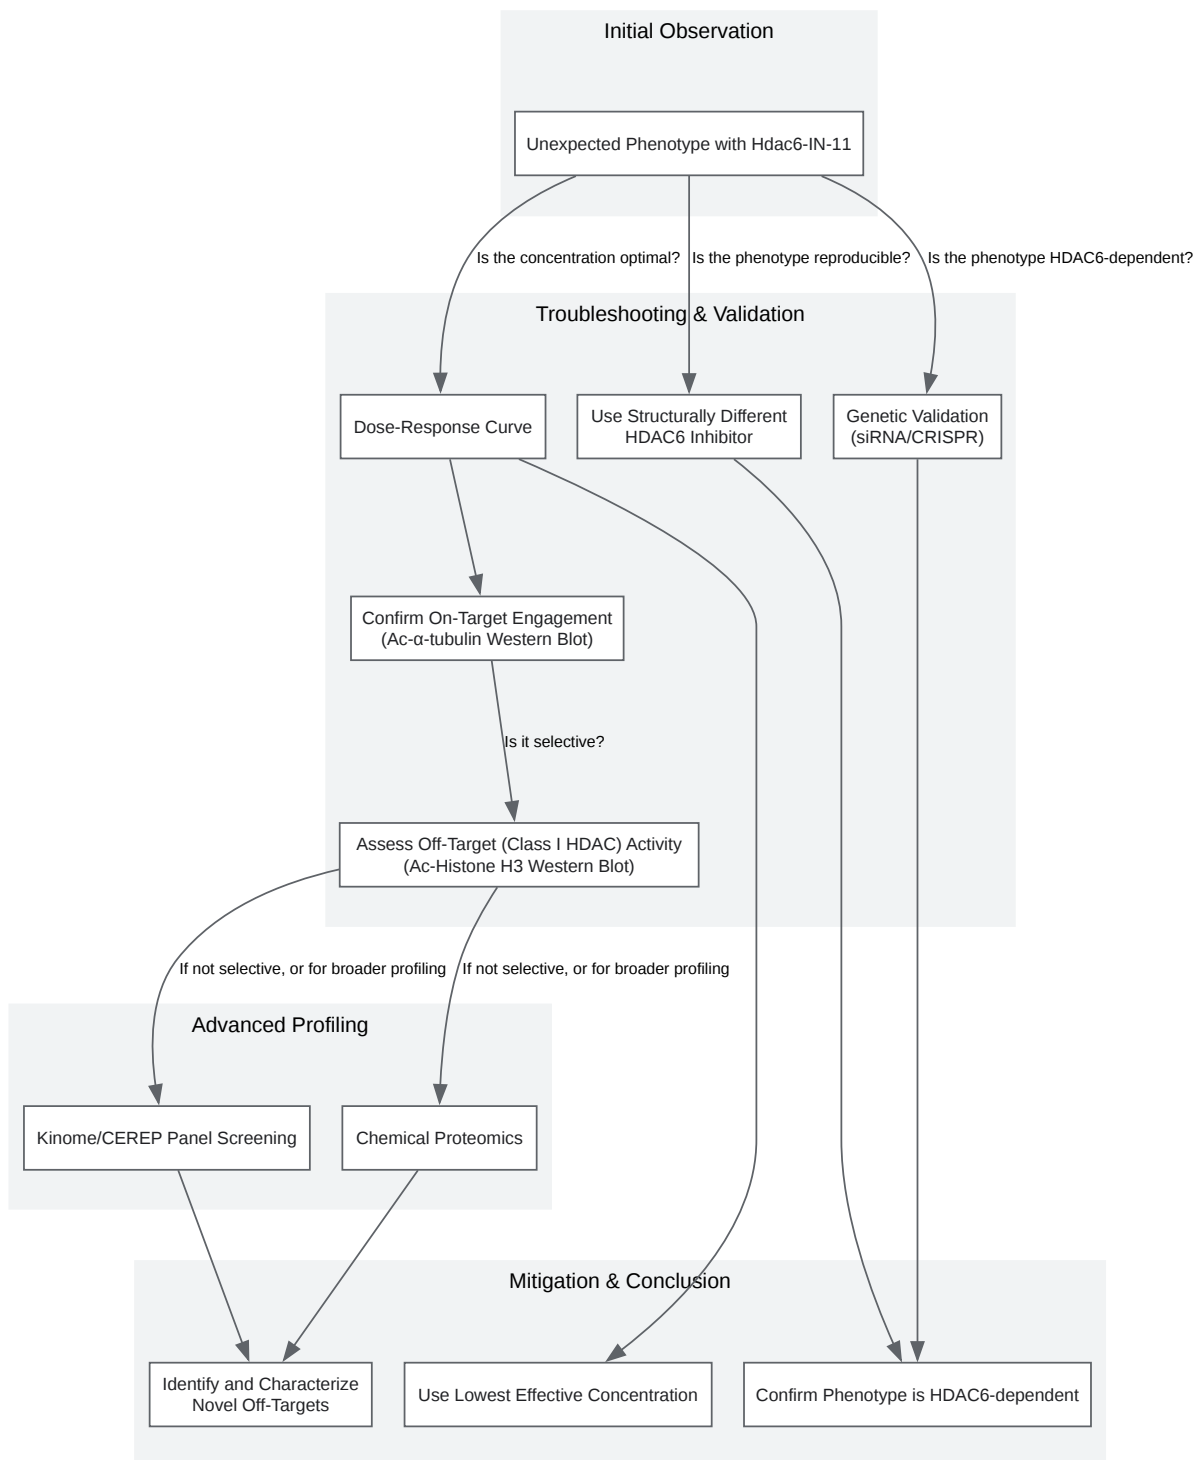 Initial Observation
Unexpected Phenotype with Hdac6-IN-11
Is the concentration optimal?
Is the phenotype reproducible?
Is the phenotype HDAC6-dependent?
Troubleshooting & Validation
Dose-Response Curve
Use Structurally Different
HDAC6 Inhibitor
Genetic Validation
(siRNA/CRISPR)
Confirm On-Target Engagement
(Ac-α-tubulin Western Blot)
Is it selective?
Assess Off-Target (Class I HDAC) Activity
(Ac-Histone H3 Western Blot)
If not selective, or for broader profiling
If not selective, or for broader profiling
Advanced Profiling
Kinome/CEREP Panel Screening
Chemical Proteomics
Mitigation & Conclusion
Identify and Characterize
Novel Off-Targets
Use Lowest Effective Concentration
Confirm Phenotype is HDAC6-dependent